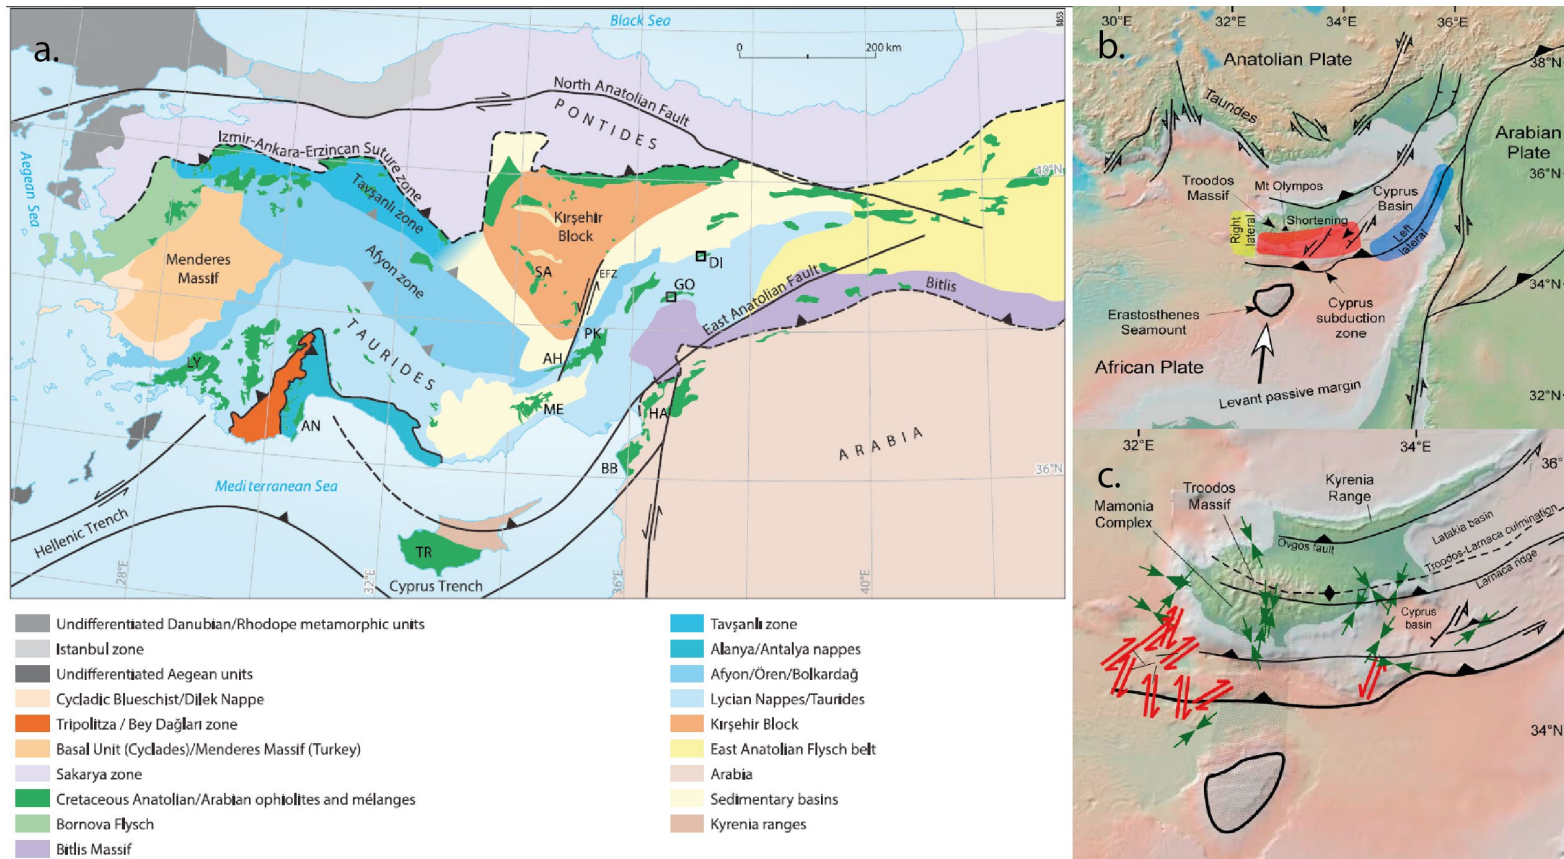 a.
Black Sea
8853
0
200 km
North Anatolian Fault
PONTIDES
Izmir-Ankara-Erzincan Suture zone
Aegean Sea
Tavşanlı zone
40°N
Kırşehir
Block
Menderes
Massif
Afyon zone
SA
EFZ
DI
GO
East Anatolian Fault
Bitlis
TAURIDES
PK
AH
LY
ME
HA
AN
BB
ARABIA
36°N
Mediterranean Sea
Hellenic Trench
TR
Cyprus Trench
28°E
32°E
36°E
40°E
Undifferentiated Danubian/Rhodope metamorphic units
Istanbul zone
Undifferentiated Aegean units
Cycladic Blueschist/Dilek Nappe
Tripolitza / Bey Dağları zone
Basal Unit (Cyclades)/Menderes Massif (Turkey)
Sakarya zone
Cretaceous Anatolian/Arabian ophiolites and mélanges
Bornova Flysch
Bitlis Massif
Tavşanlı zone
Alanya/Antalya nappes
Afyon/Ören/Bolkardağ
Lycian Nappes/Taurides
Kırşehir Block
East Anatolian Flysch belt
Arabia
Sedimentary basins
Kyrenia ranges
30°E
32°E
34°E
36°E
b.
Anatolian Plate
38°N
Taurides
Arabian
Plate
36°N
Troodos
Massif
Mt Olympos
Cyprus
Basin
Shortening
Right
lateral
Left
lateral
34°N
Erastosthenes
Seamount
Cyprus
subduction
zone
African Plate
Levant passive margin
32°N
32°E
34°E
36°
c.
Troodos
Massif
Kyrenia
Range
Mamonia
Complex
Latakia basin
Ovgos fault
Troodos-Larnaca culmination
Larnaca ridge
Cyprus
basin
34°N